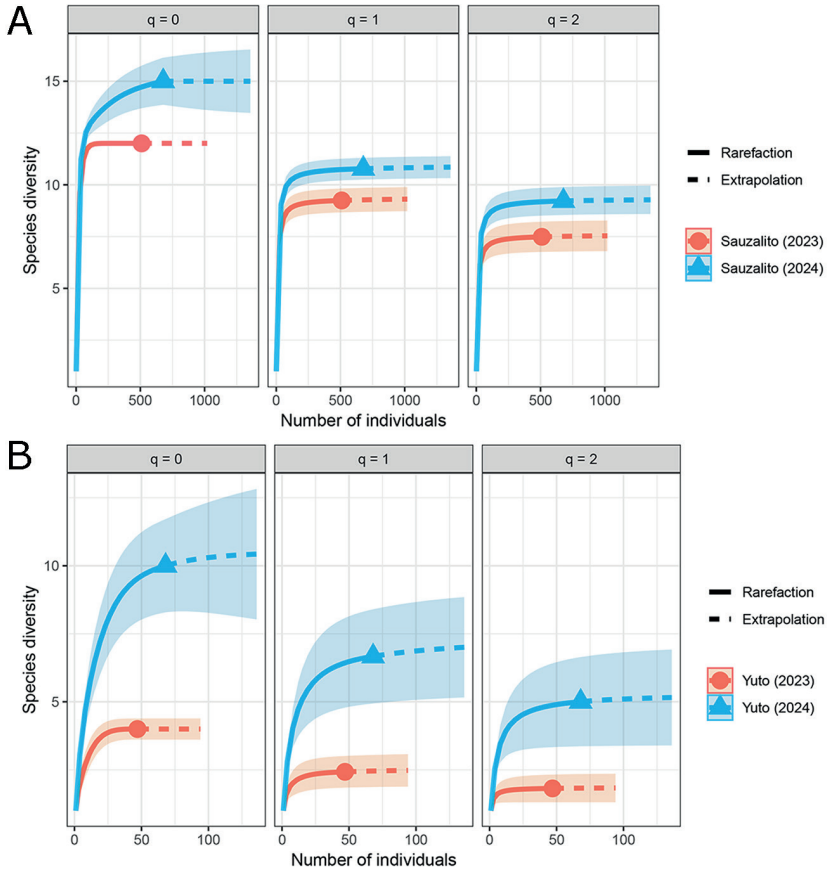 A
q = 0
q = 1
q = 2
Species diversity
15
10
5
0
500
1000
0
500
1000
0
500
1000
Number of individuals
Rarefaction
Extrapolation
Sauzalito (2023)
Sauzalito (2024)
B
q = 0
q = 1
q = 2
Species diversity
10
5
0
50
100
0
50
100
0
50
100
Number of individuals
Rarefaction
Extrapolation
Yuto (2023)
Yuto (2024)